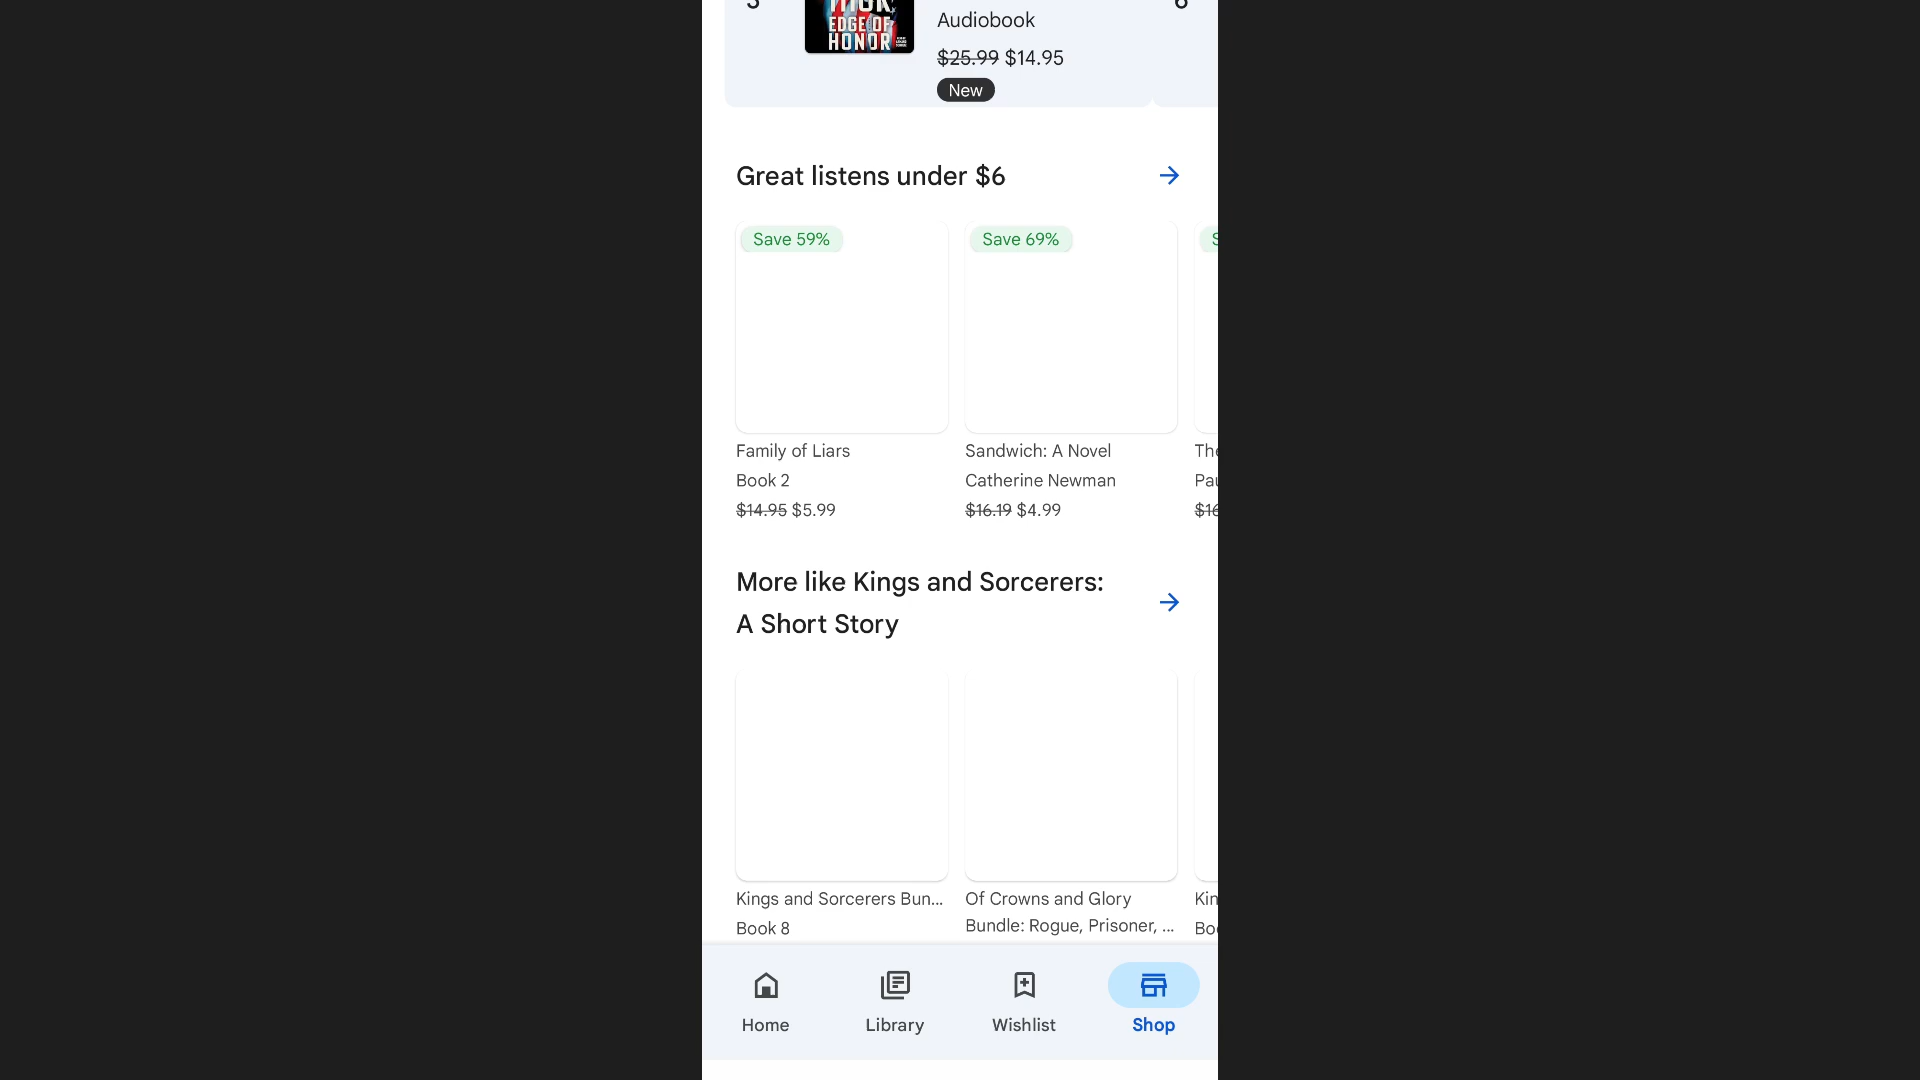 EDGE OF
HONOR
Audiobook
$25.99 $14.95
New
Great listens under $6
Save 59%
Save 69%
Family of Liars
Book 2
$14.95 $5.99
Sandwich: A Novel
Catherine Newman
$16.19 $4.99
More like Kings and Sorcerers:
A Short Story
Kings and Sorcerers Bun...
Book 8
Of Crowns and Glory
Bundle: Rogue, Prisoner, ...
Home
Library
Wishlist
Shop